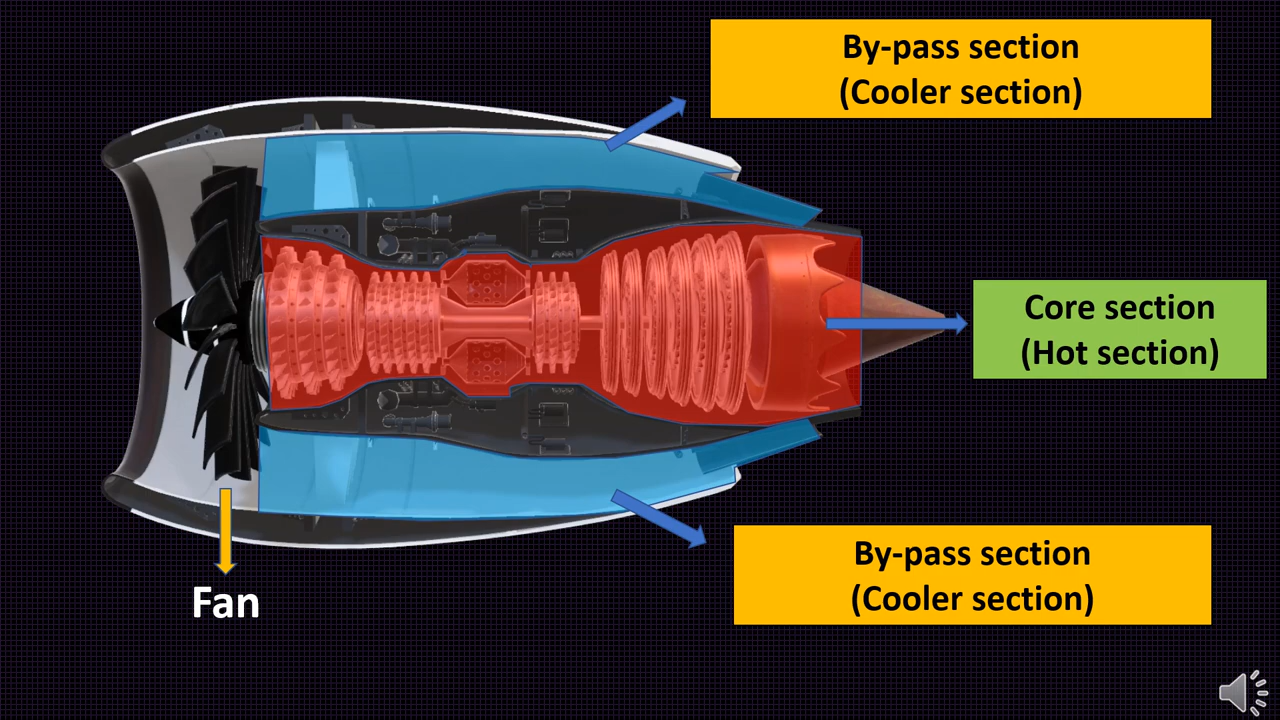 By-pass section
(Cooler section)
Core section
(Hot section)
By-pass section
(Cooler section)
Fan